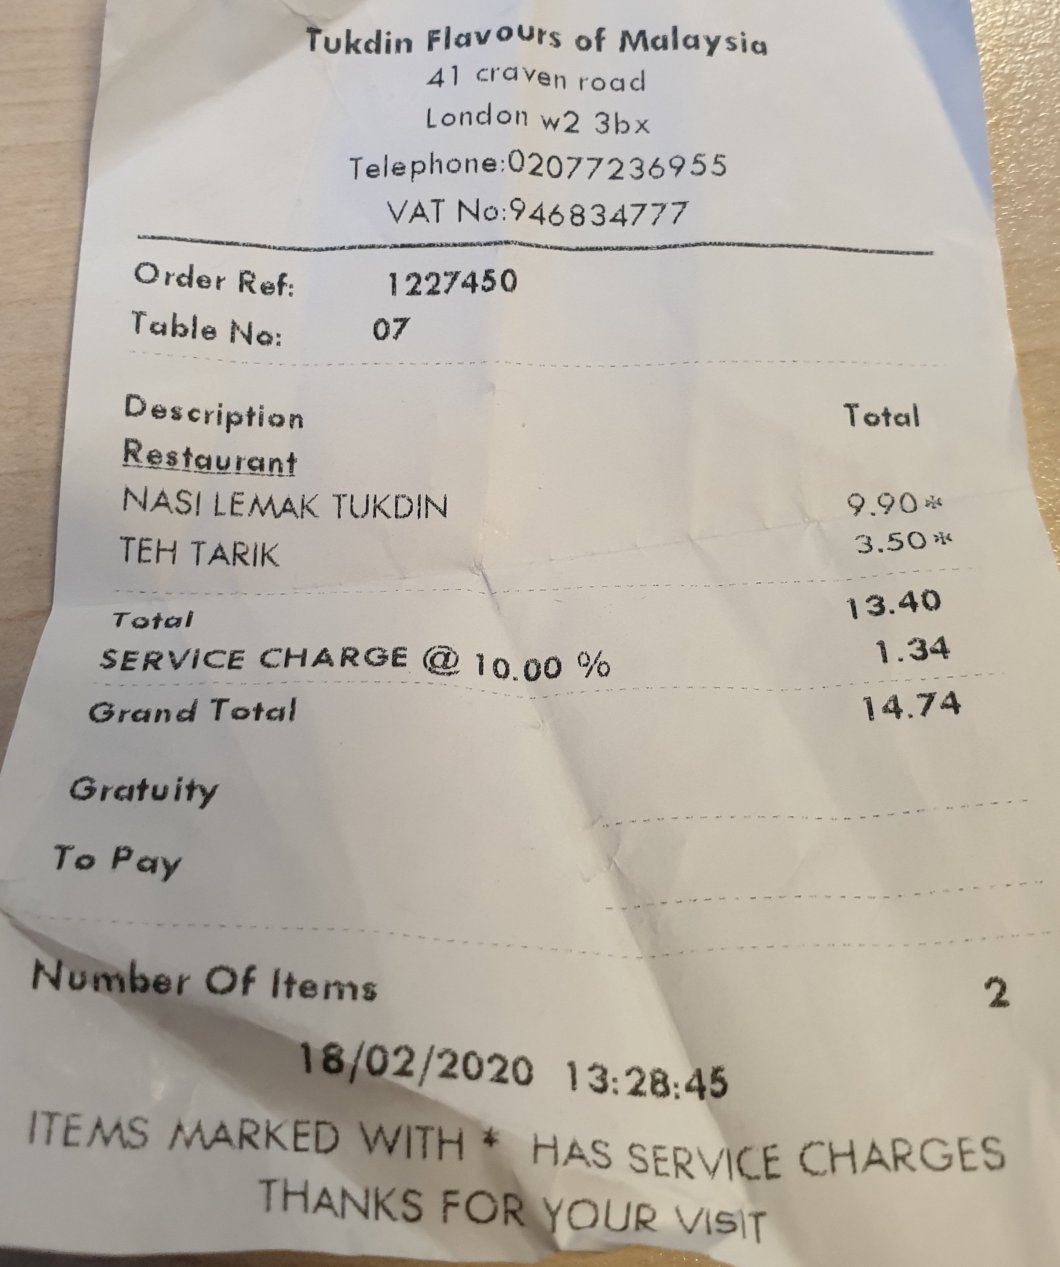 Tukdin Flavours of Malaysia
41 craven road
London w2 3bx
Telephone:02077236955
VAT No:946834777
Order Ref: 1227450
Table No: 07
Description Total
Restaurant
NASI LEMAK TUKDIN 9.90*
TEH TARIK 3.50*
Total 13.40
SERVICE CHARGE @ 10.00 % 1.34
Grand Total 14.74
Gratuity
To Pay
Number Of Items 2
18/02/2020 13:28:45
ITEMS MARKED WITH * HAS SERVICE CHARGES
THANKS FOR YOUR VISIT